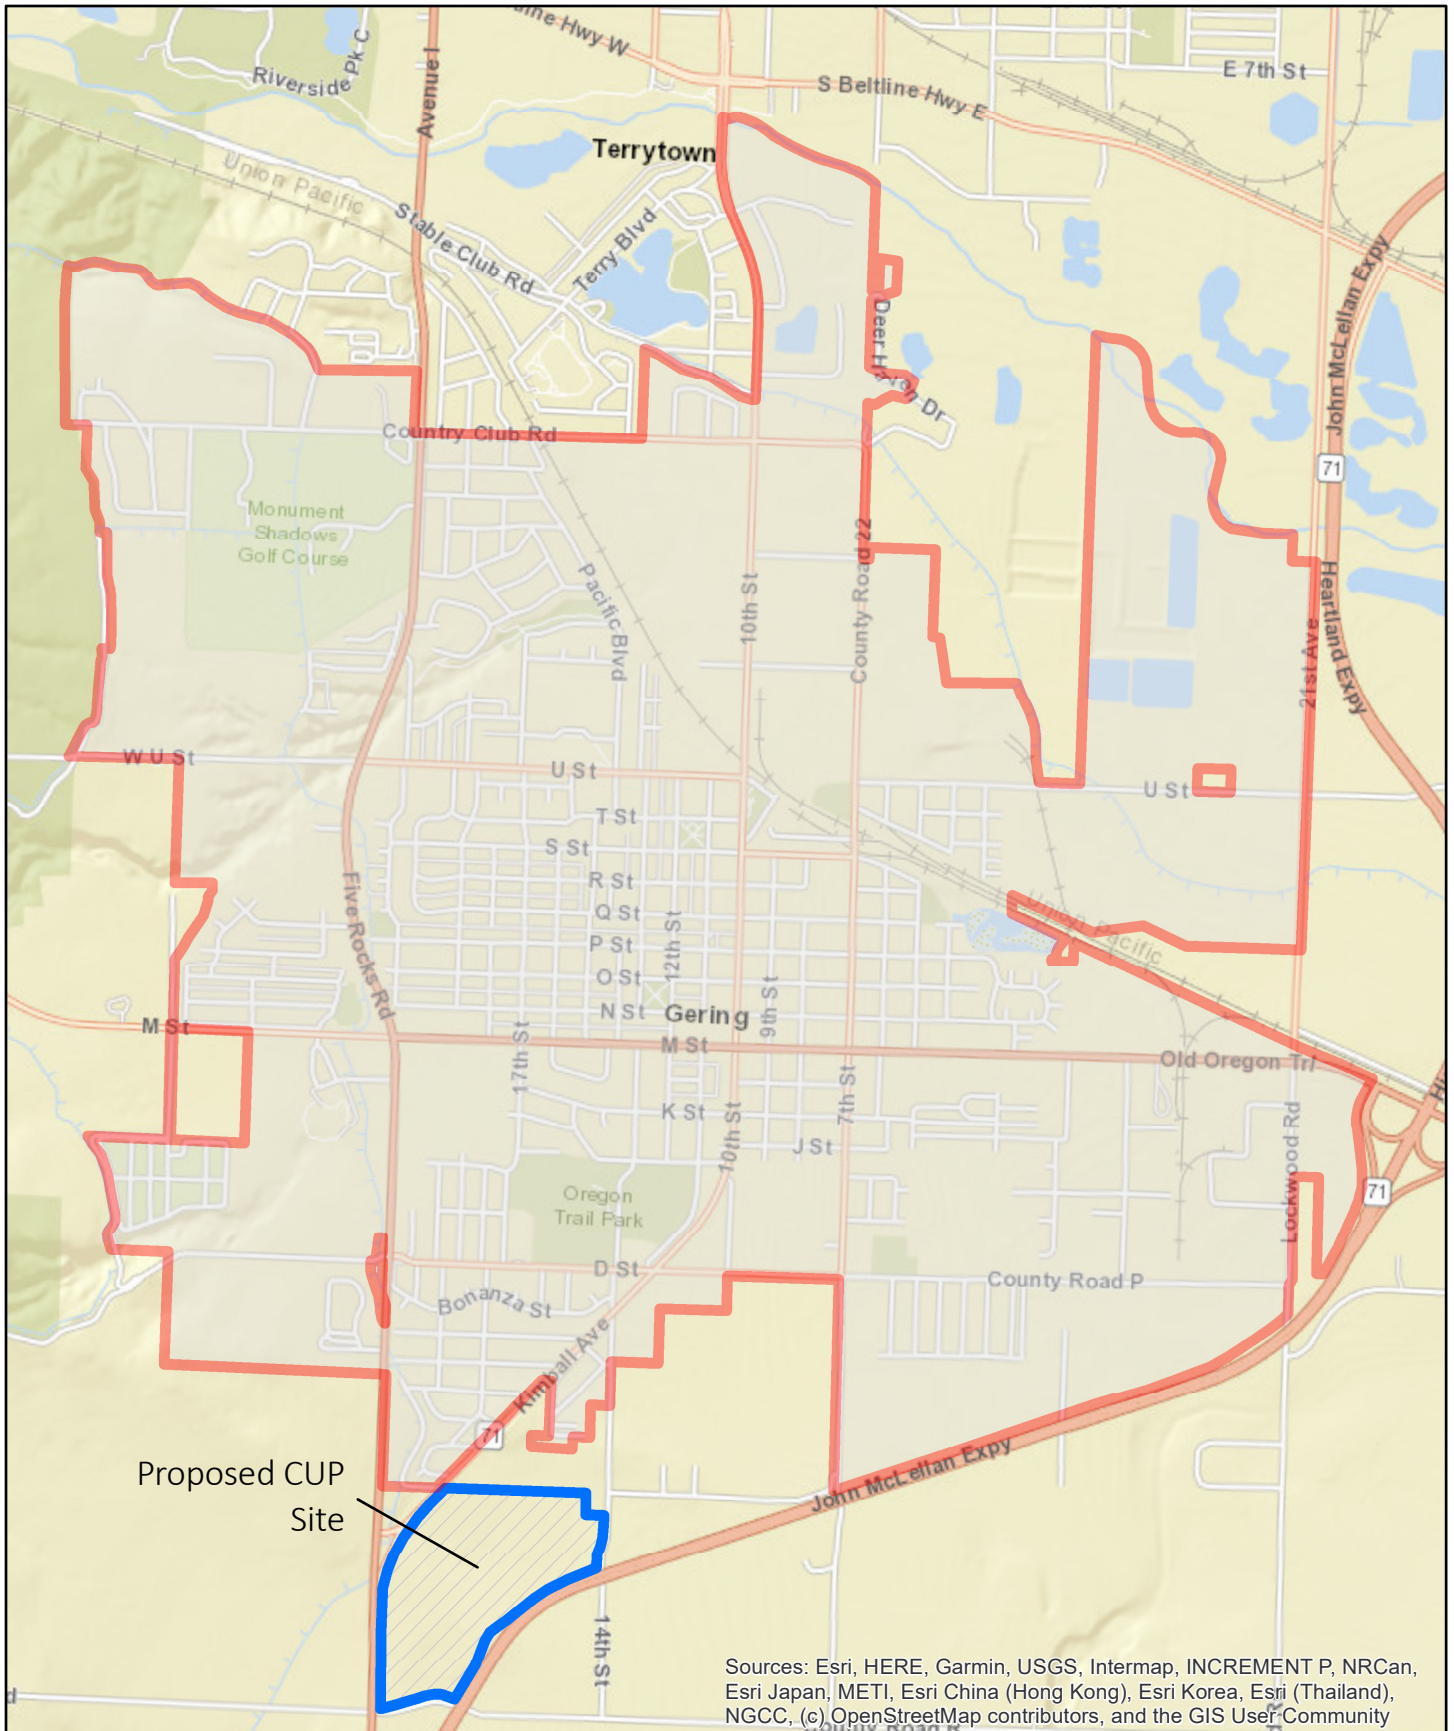 Riverside Pk C
Avenue I
Hwy W
S Beltline Hwy E
E 7th St
Terrytown
Union Pacific
Stable Club Rd
Terry Blvd
Deer Haven Dr
John McLellan Expy
71
Country Club Rd
Monument
Shadows
Golf Course
Pacific Blvd
10th St
County Road 22
Heartland Expy
21st Ave
W U St
U St
U St
T St
S St
R St
Q St
P St
O St
N St
12th St
9th St
Five Rocks Rd
Union Pacific
Gering
M St
M St
Old Oregon Trl
17th St
K St
J St
10th St
7th St
Lockwood Rd
71
Oregon
Trail Park
D St
County Road P
Bonanza St
Kimball Ave
71
John McLellan Expy
Proposed CUP
Site
14th St
Sources: Esri, HERE, Garmin, USGS, Intermap, INCREMENT P, NRCan,
Esri Japan, METI, Esri China (Hong Kong), Esri Korea, Esri (Thailand),
NGCC, (c) OpenStreetMap contributors, and the GIS User Community
County Road R